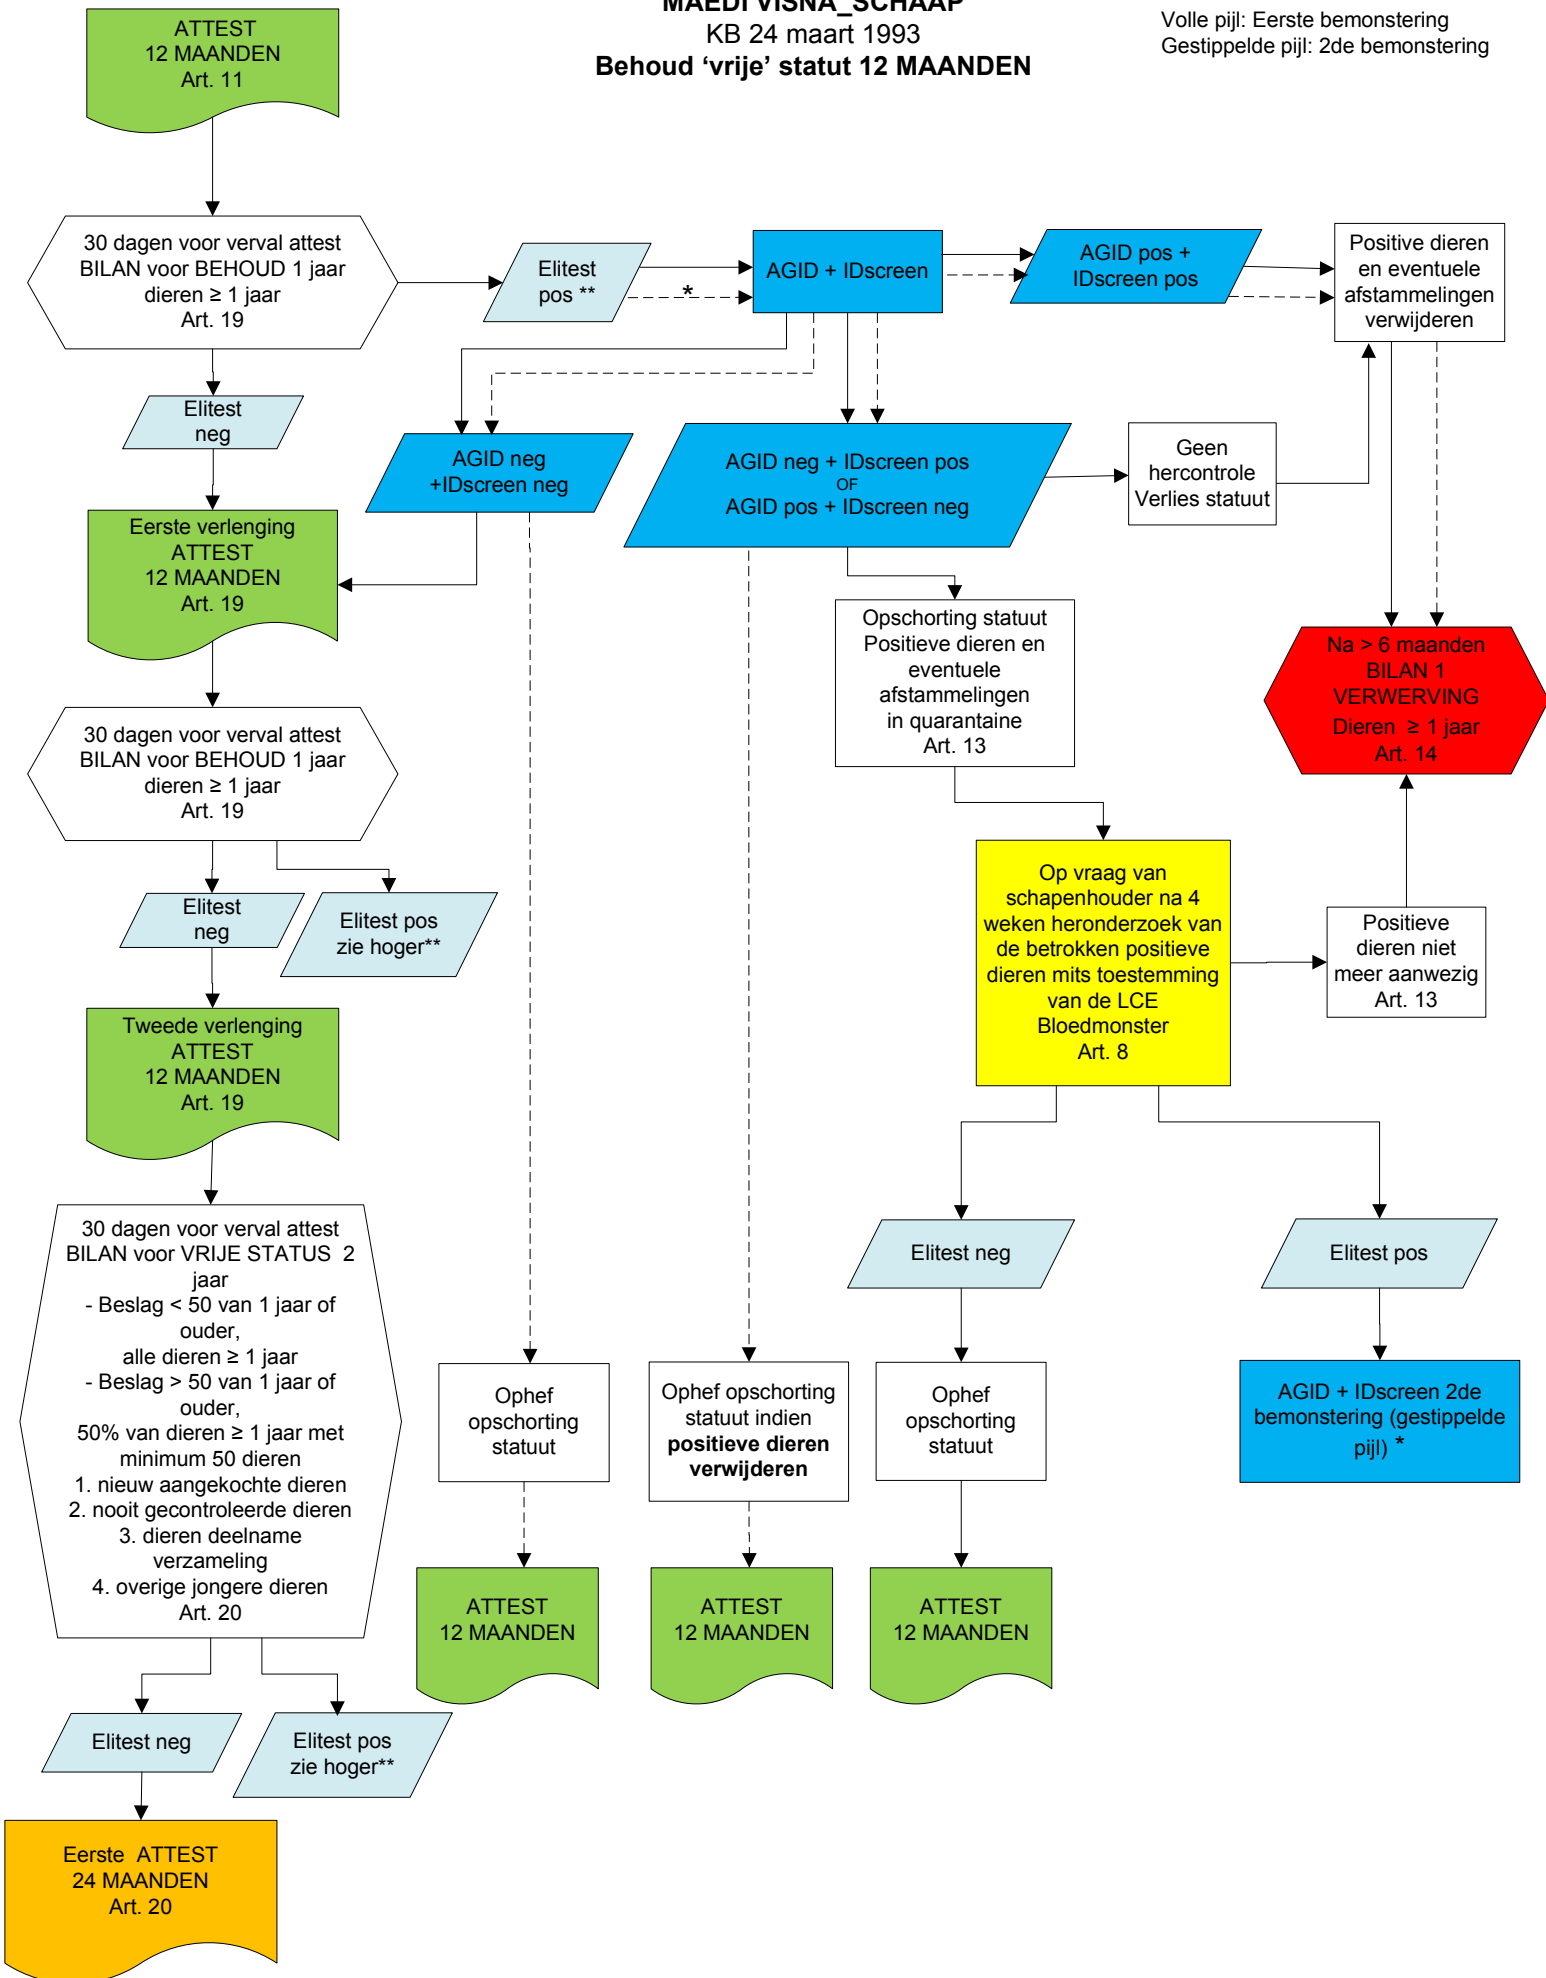 MAEDI VISNA_SCHAAP
KB 24 maart 1993
Behoud ‘vrije’ statut 12 MAANDEN
Volle pijl: Eerste bemonstering
Gestippelde pijl: 2de bemonstering
ATTEST
12 MAANDEN
Art. 11
30 dagen voor verval attest
BILAN voor BEHOUD 1 jaar
dieren ≥ 1 jaar
Art. 19
Elitest
pos **
*
AGID + IDscreen
AGID pos +
IDscreen pos
Positive dieren
en eventuele
afstammelingen
verwijderen
Elitest
neg
AGID neg
+IDscreen neg
AGID neg + IDscreen pos
OF
AGID pos + IDscreen neg
Geen
hercontrole
Verlies statuut
Eerste verlenging
ATTEST
12 MAANDEN
Art. 19
Opschorting statuut
Positieve dieren en
eventuele
afstammelingen
in quarantaine
Art. 13
Na > 6 maanden
BILAN 1
VERWERVING
Dieren ≥ 1 jaar
Art. 14
30 dagen voor verval attest
BILAN voor BEHOUD 1 jaar
dieren ≥ 1 jaar
Art. 19
Elitest
neg
Elitest pos
zie hoger**
Op vraag van
schapenhouder na 4
weken heronderzoek van
de betrokken positieve
dieren mits toestemming
van de LCE
Bloedmonster
Art. 8
Positieve
dieren niet
meer aanwezig
Art. 13
Tweede verlenging
ATTEST
12 MAANDEN
Art. 19
30 dagen voor verval attest
BILAN voor VRIJE STATUS 2
jaar
- Beslag < 50 van 1 jaar of
ouder,
alle dieren ≥ 1 jaar
- Beslag > 50 van 1 jaar of
ouder,
50% van dieren ≥ 1 jaar met
minimum 50 dieren
1. nieuw aangekochte dieren
2. nooit gecontroleerde dieren
3. dieren deelname
verzameling
4. overige jongere dieren
Art. 20
Elitest neg
Elitest pos
Ophef
opschorting
statuut
Ophef opschorting
statuut indien
positieve dieren
verwijderen
Ophef
opschorting
statuut
AGID + IDscreen 2de
bemonstering (gestippelde
pijl) *
ATTEST
12 MAANDEN
ATTEST
12 MAANDEN
ATTEST
12 MAANDEN
Elitest neg
Elitest pos
zie hoger**
Eerste ATTEST
24 MAANDEN
Art. 20